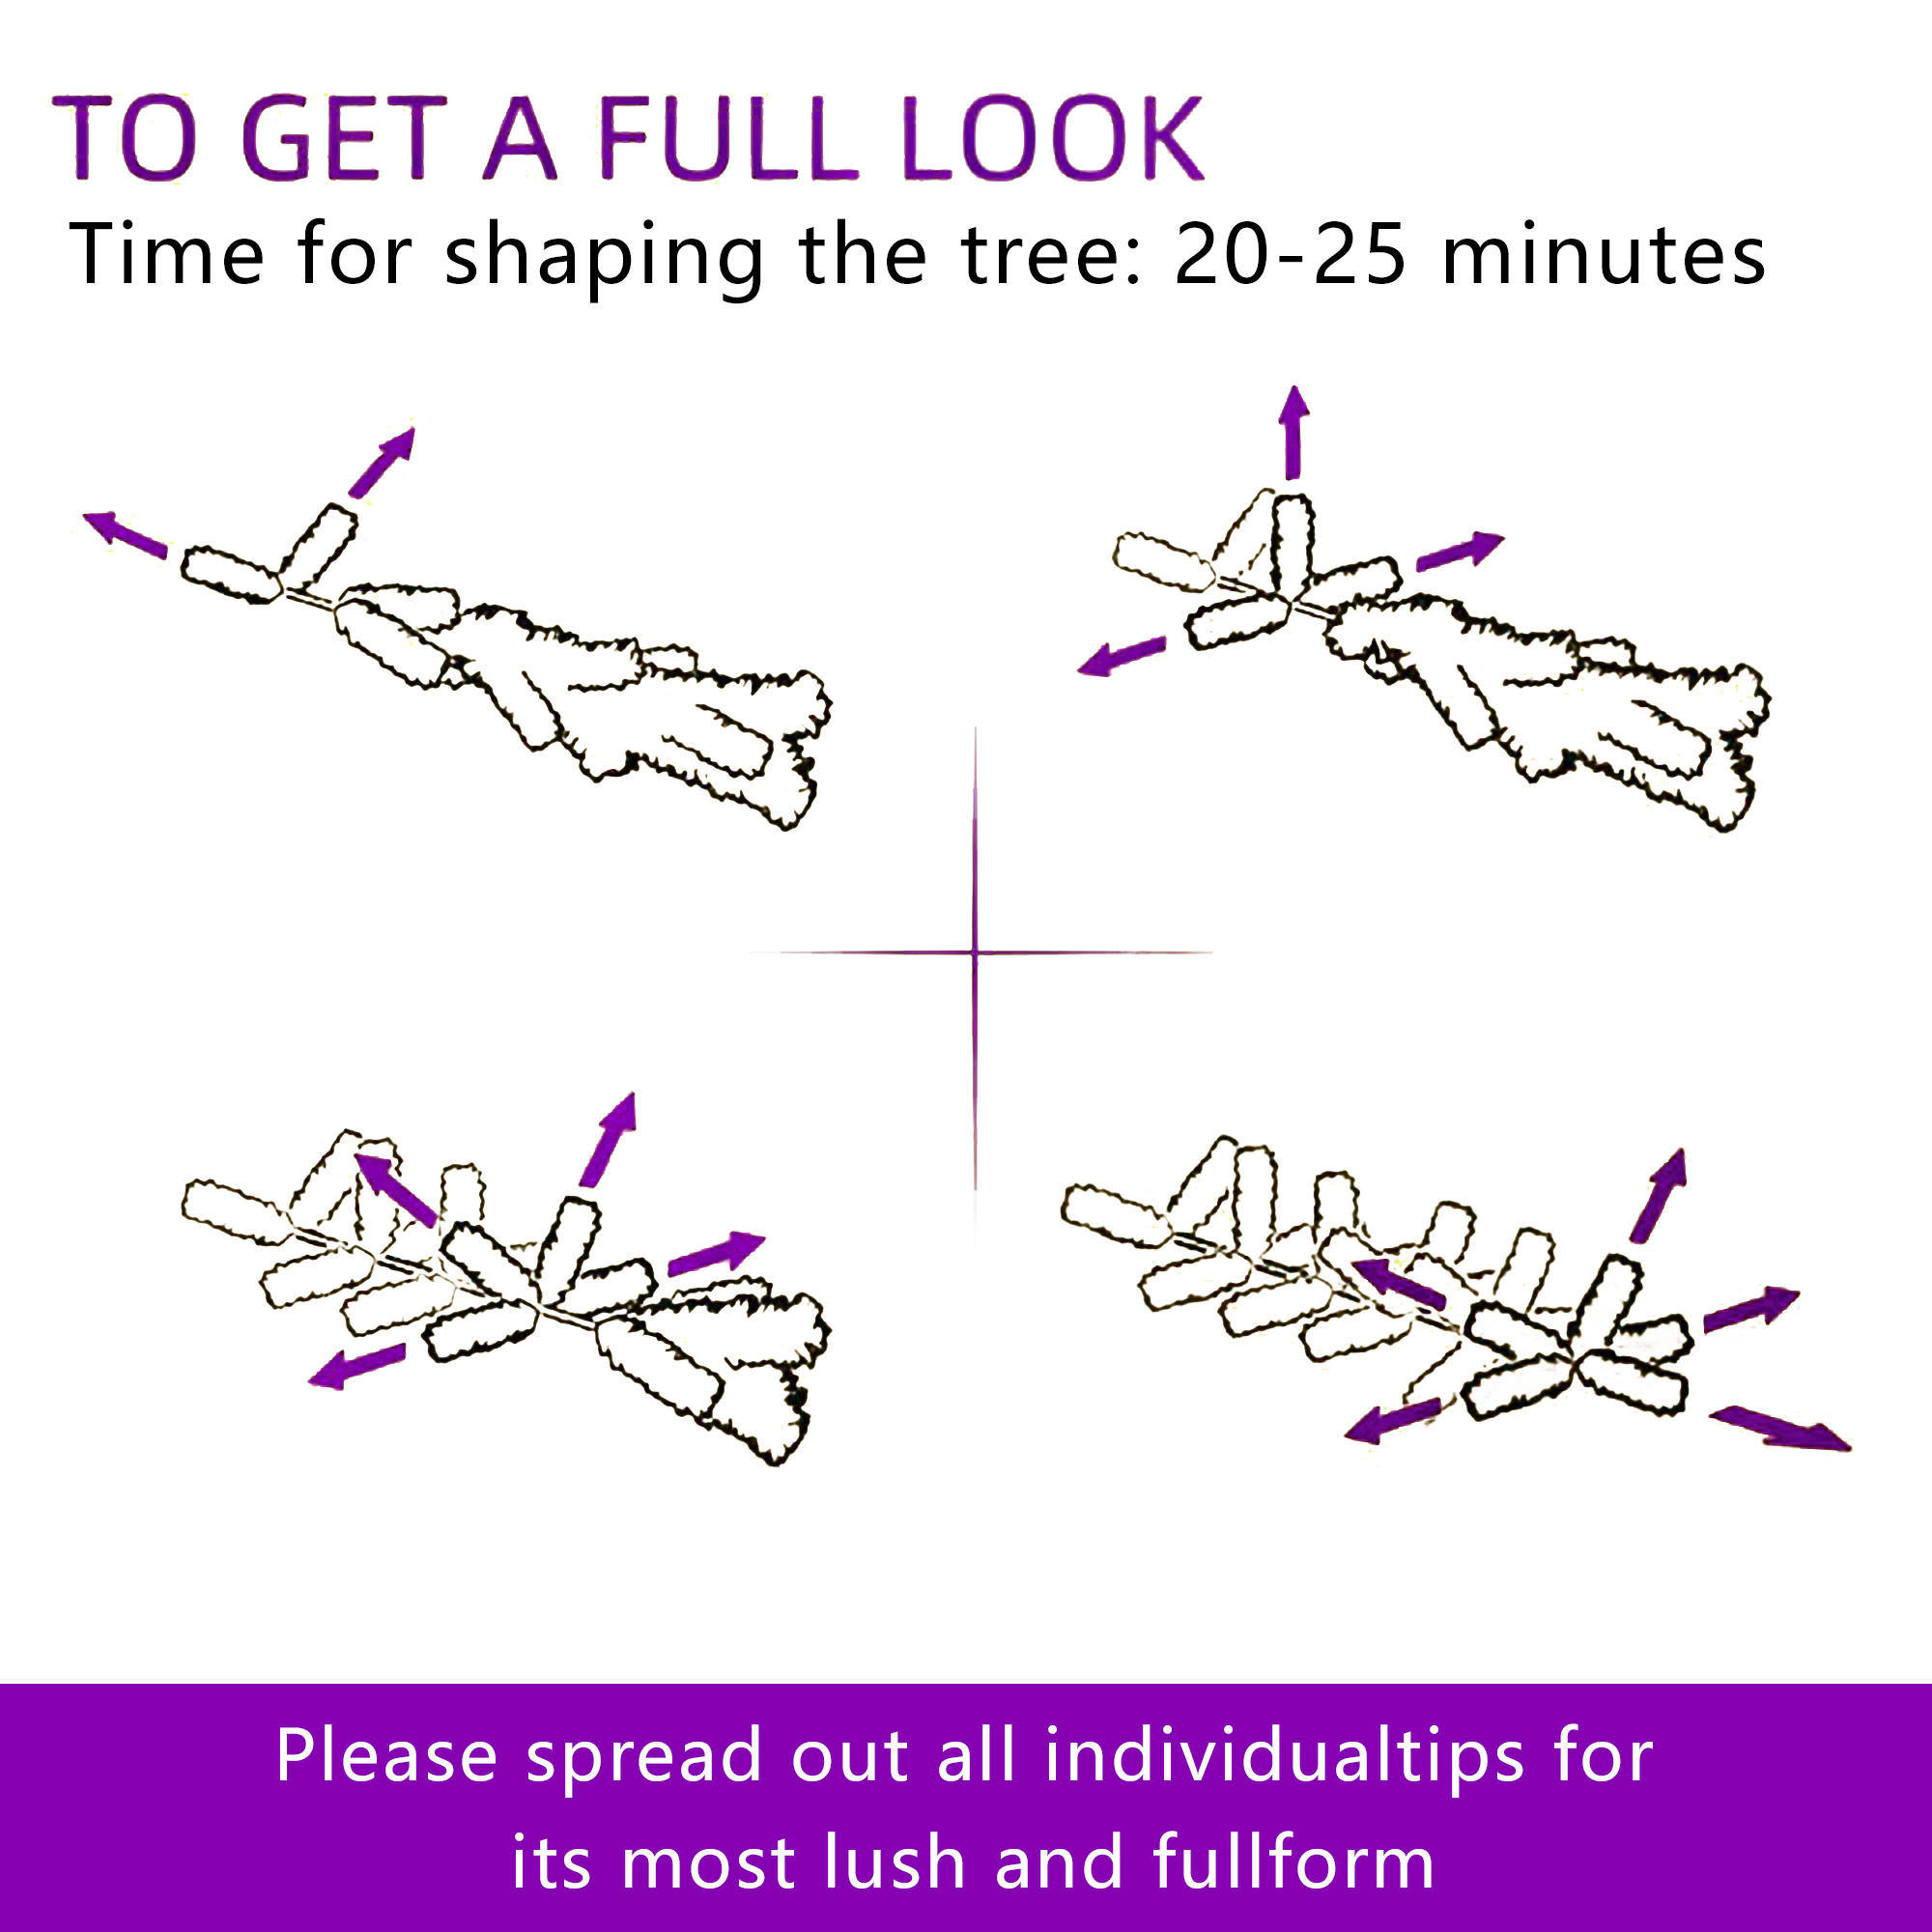 TO GET A FULL LOOK
Time for shaping the tree: 20-25 minutes
Please spread out all individualtips for
its most lush and fullform